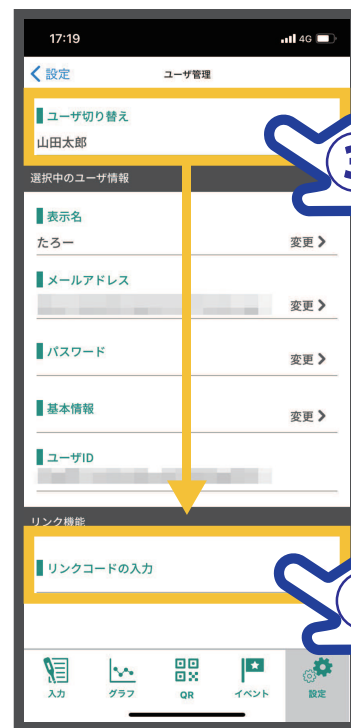 17:19
4G
設定
ユーザ管理
ユーザ切り替え
山田太郎
選択中のユーザ情報
表示名
たろー
変更
メールアドレス
変更
パスワード
変更
基本情報
変更
ユーザID
リンク機能
リンクコードの入力
入力
グラフ
QR
イベント
設定